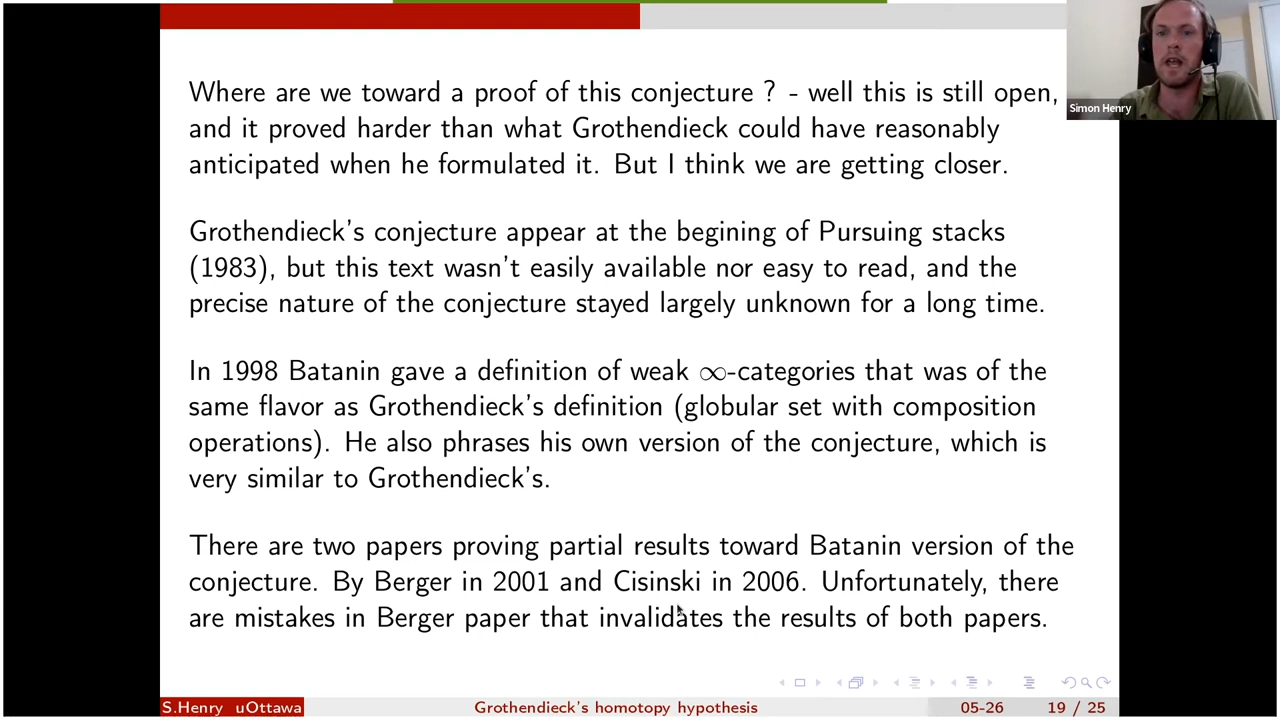 Where are we toward a proof of this conjecture ? - well this is still open,
and it proved harder than what Grothendieck could have reasonably
anticipated when he formulated it. But I think we are getting closer.
Grothendieck's conjecture appear at the begining of Pursuing stacks
(1983), but this text wasn't easily available nor easy to read, and the
precise nature of the conjecture stayed largely unknown for a long time.
In 1998 Batanin gave a definition of weak ∞-categories that was of the
same flavor as Grothendieck's definition (globular set with composition
operations). He also phrases his own version of the conjecture, which is
very similar to Grothendieck's.
There are two papers proving partial results toward Batanin version of the
conjecture. By Berger in 2001 and Cisinski in 2006. Unfortunately, there
are mistakes in Berger paper that invalidates the results of both papers.
Simon Henry
S.Henry uOttawa Grothendieck's homotopy hypothesis 05-26 19 / 25